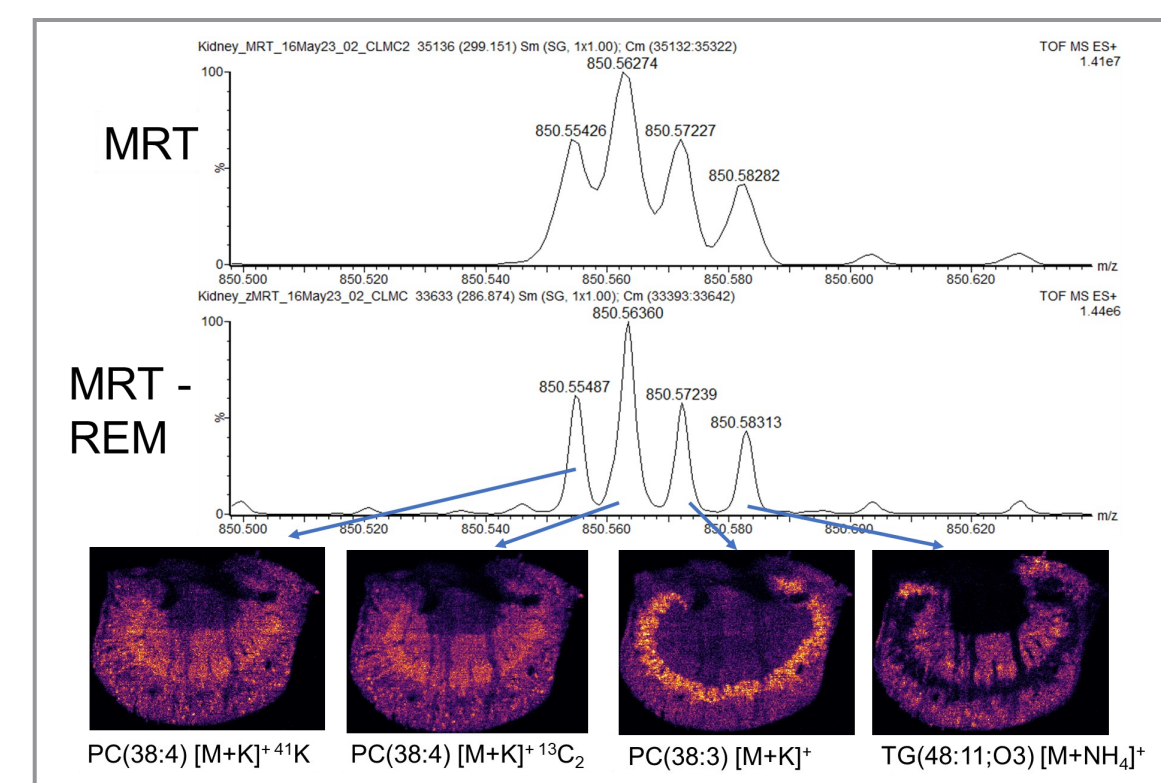 Kidney_MRT_16May23_02_CLMC2 35136 (299.151) Sm (SG, 1x1.00); Cm (35132:35322)
TOF MS ES+
1.41e7
MRT
100
%
0
850.56274
850.55426
850.57227
850.58282
850.500 850.520 850.540 850.560 850.580 850.600 850.620 m/z
Kidney_zMRT_16May23_02_CLMC 33633 (286.874) Sm (SG, 1x1.00); Cm (33393:33642)
TOF MS ES+
1.44e6
MRT -
REM
100
%
0
850.56360
850.55487
850.57239
850.58313
850.500 850.520 850.540 850.560 850.580 850.600 850.620 m/z
PC(38:4) [M+K]⁺ ⁴¹K
PC(38:4) [M+K]⁺ ¹³C₂
PC(38:3) [M+K]⁺
TG(48:11;O3) [M+NH₄]⁺